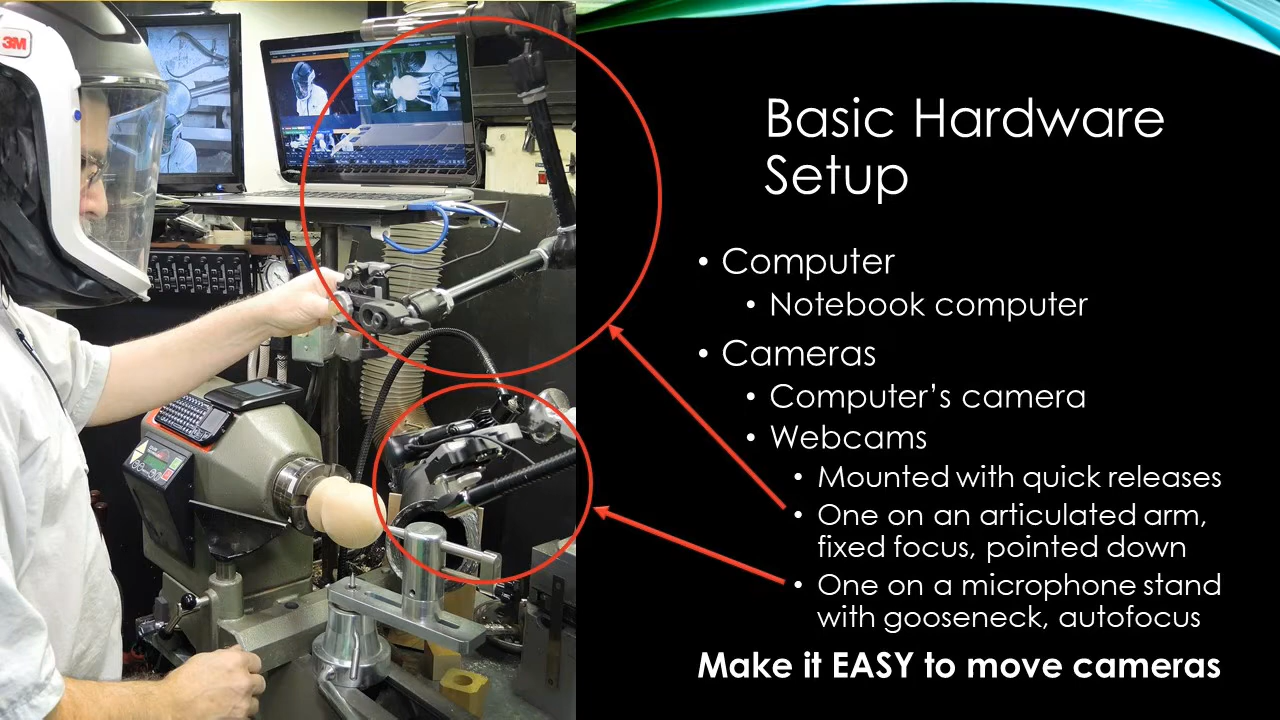 3M
Basic Hardware
Setup
• Computer
• Notebook computer
• Cameras
• Computer’s camera
• Webcams
• Mounted with quick releases
• One on an articulated arm,
fixed focus, pointed down
• One on a microphone stand
with gooseneck, autofocus
Make it EASY to move cameras